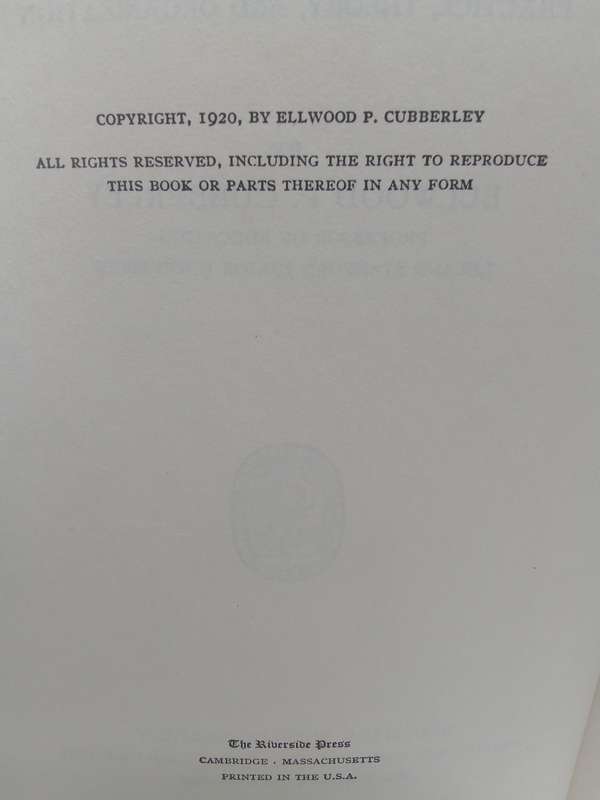 COPYRIGHT, 1920, BY ELLWOOD P. CUBBERLEY
ALL RIGHTS RESERVED, INCLUDING THE RIGHT TO REPRODUCE
THIS BOOK OR PARTS THEREOF IN ANY FORM
The Riverside Press
CAMBRIDGE · MASSACHUSETTS
PRINTED IN THE U.S.A.